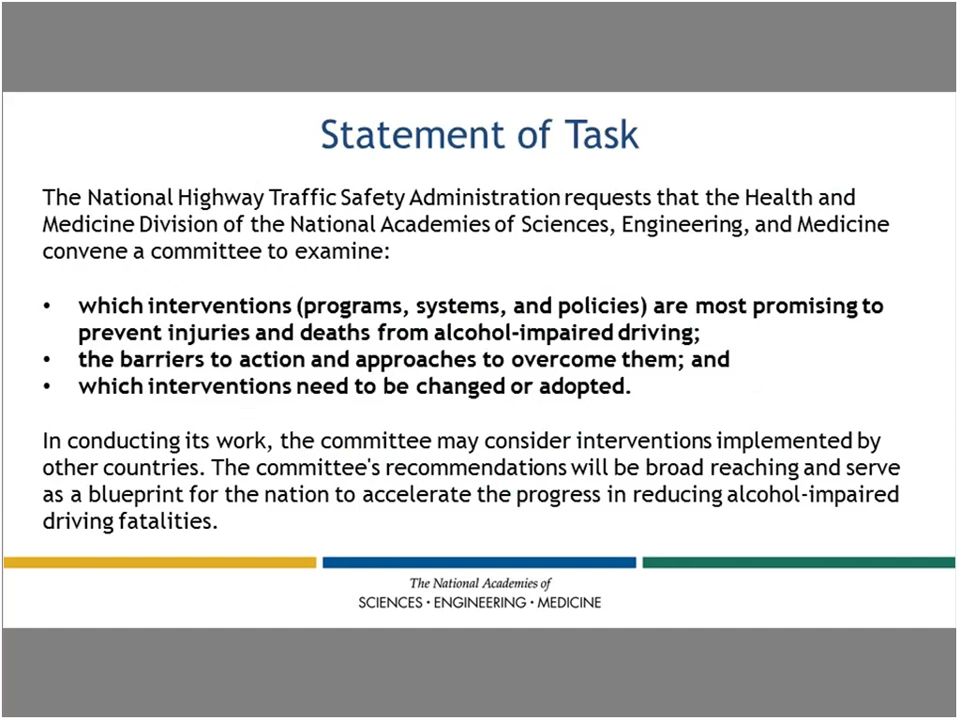 Statement of Task
The National Highway Traffic Safety Administration requests that the Health and
Medicine Division of the National Academies of Sciences, Engineering, and Medicine
convene a committee to examine:
• which interventions (programs, systems, and policies) are most promising to
prevent injuries and deaths from alcohol-impaired driving;
• the barriers to action and approaches to overcome them; and
• which interventions need to be changed or adopted.
In conducting its work, the committee may consider interventions implemented by
other countries. The committee's recommendations will be broad reaching and serve
as a blueprint for the nation to accelerate the progress in reducing alcohol-impaired
driving fatalities.
The National Academies of
SCIENCES · ENGINEERING · MEDICINE